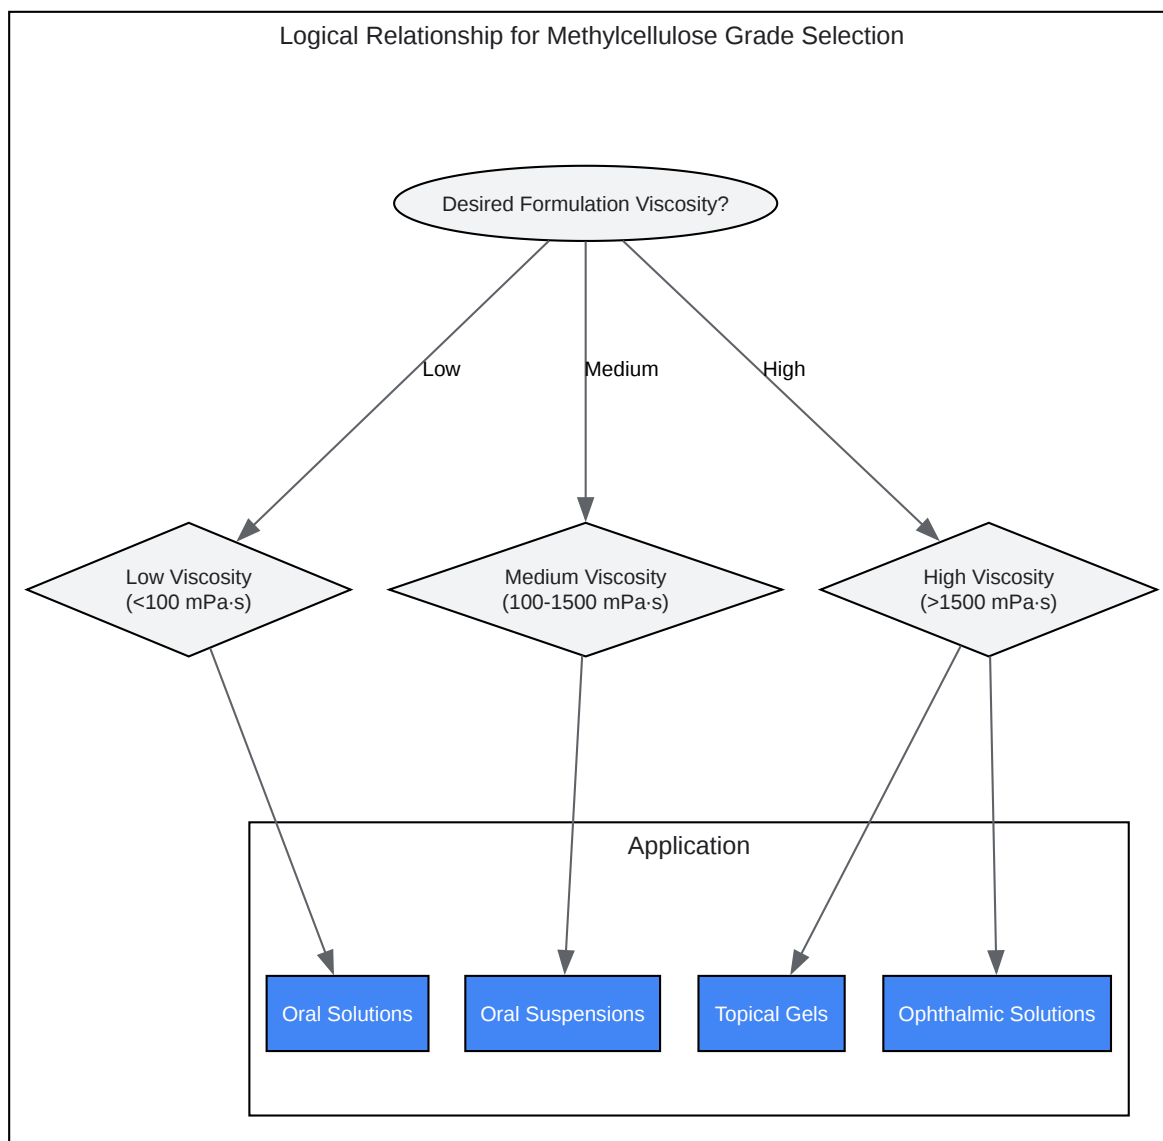 Logical Relationship for Methylcellulose Grade Selection
Desired Formulation Viscosity?
Low
Medium
High
Low Viscosity
(<100 mPa·s)
Medium Viscosity
(100-1500 mPa·s)
High Viscosity
(>1500 mPa·s)
Application
Oral Solutions
Oral Suspensions
Topical Gels
Ophthalmic Solutions